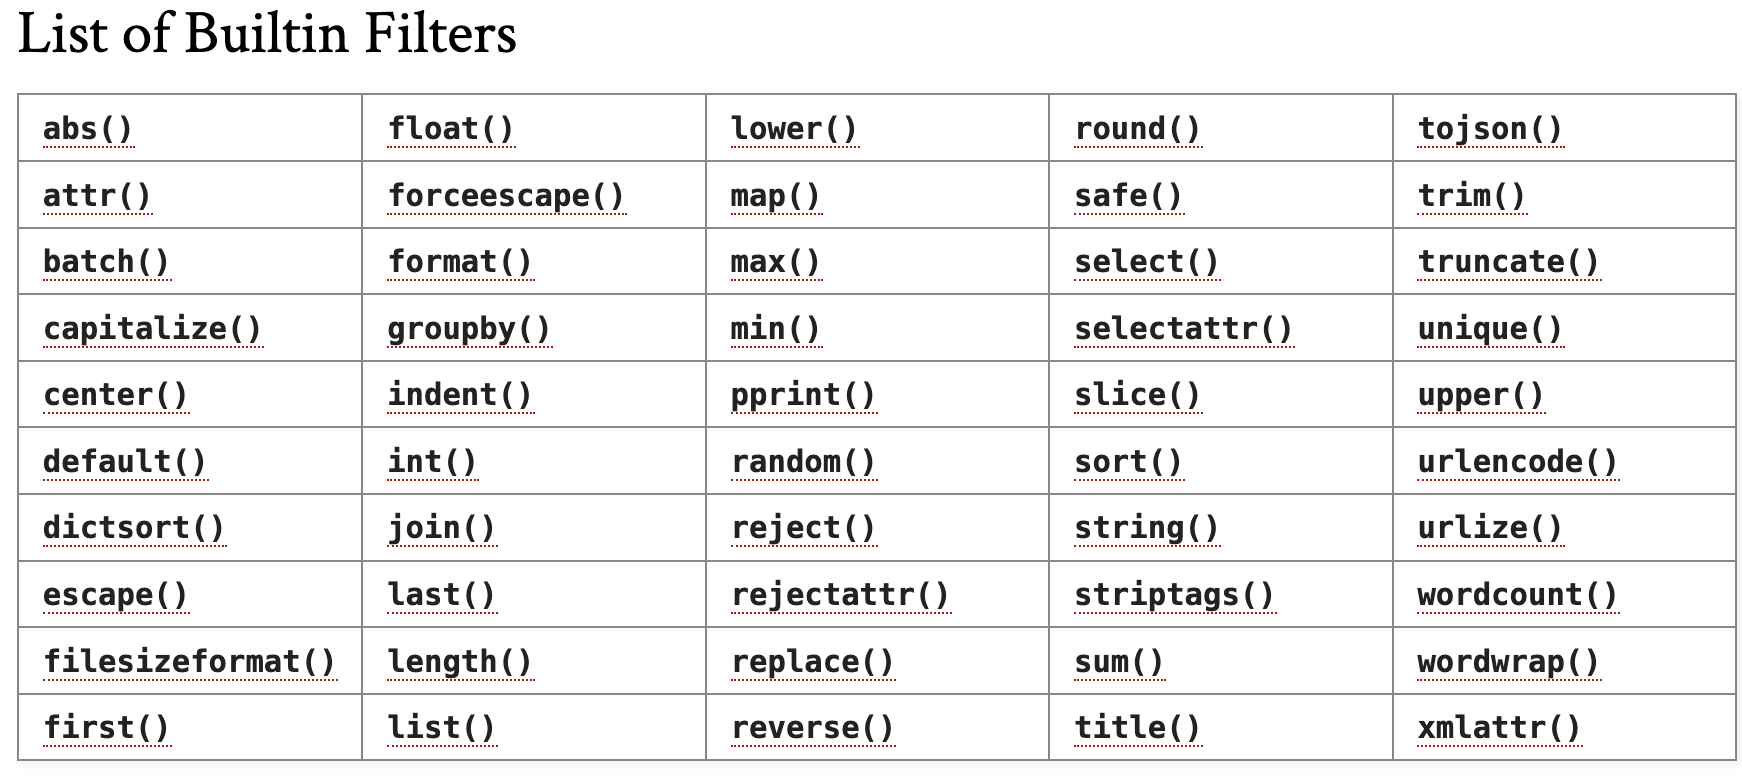 List of Builtin Filters
abs() float() lower() round() tojson()
attr() forceescape() map() safe() trim()
batch() format() max() select() truncate()
capitalize() groupby() min() selectattr() unique()
center() indent() pprint() slice() upper()
default() int() random() sort() urlencode()
dictsort() join() reject() string() urlize()
escape() last() rejectattr() striptags() wordcount()
filesizeformat() length() replace() sum() wordwrap()
first() list() reverse() title() xmlattr()